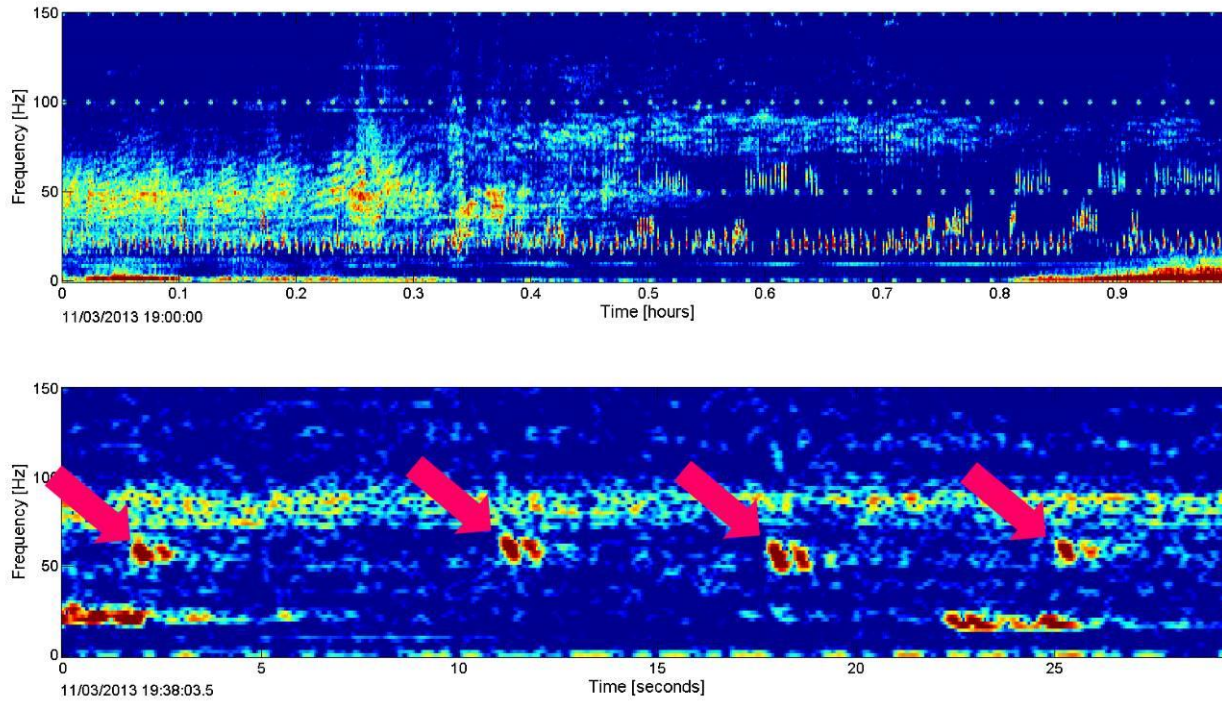 150
100
50
0
Frequency [Hz]
0 0.1 0.2 0.3 0.4 0.5 0.6 0.7 0.8 0.9
Time [hours]
11/03/2013 19:00:00
150
50
0
Frequency [Hz]
0 5 10 15 20 25
Time [seconds]
11/03/2013 19:38:03.5